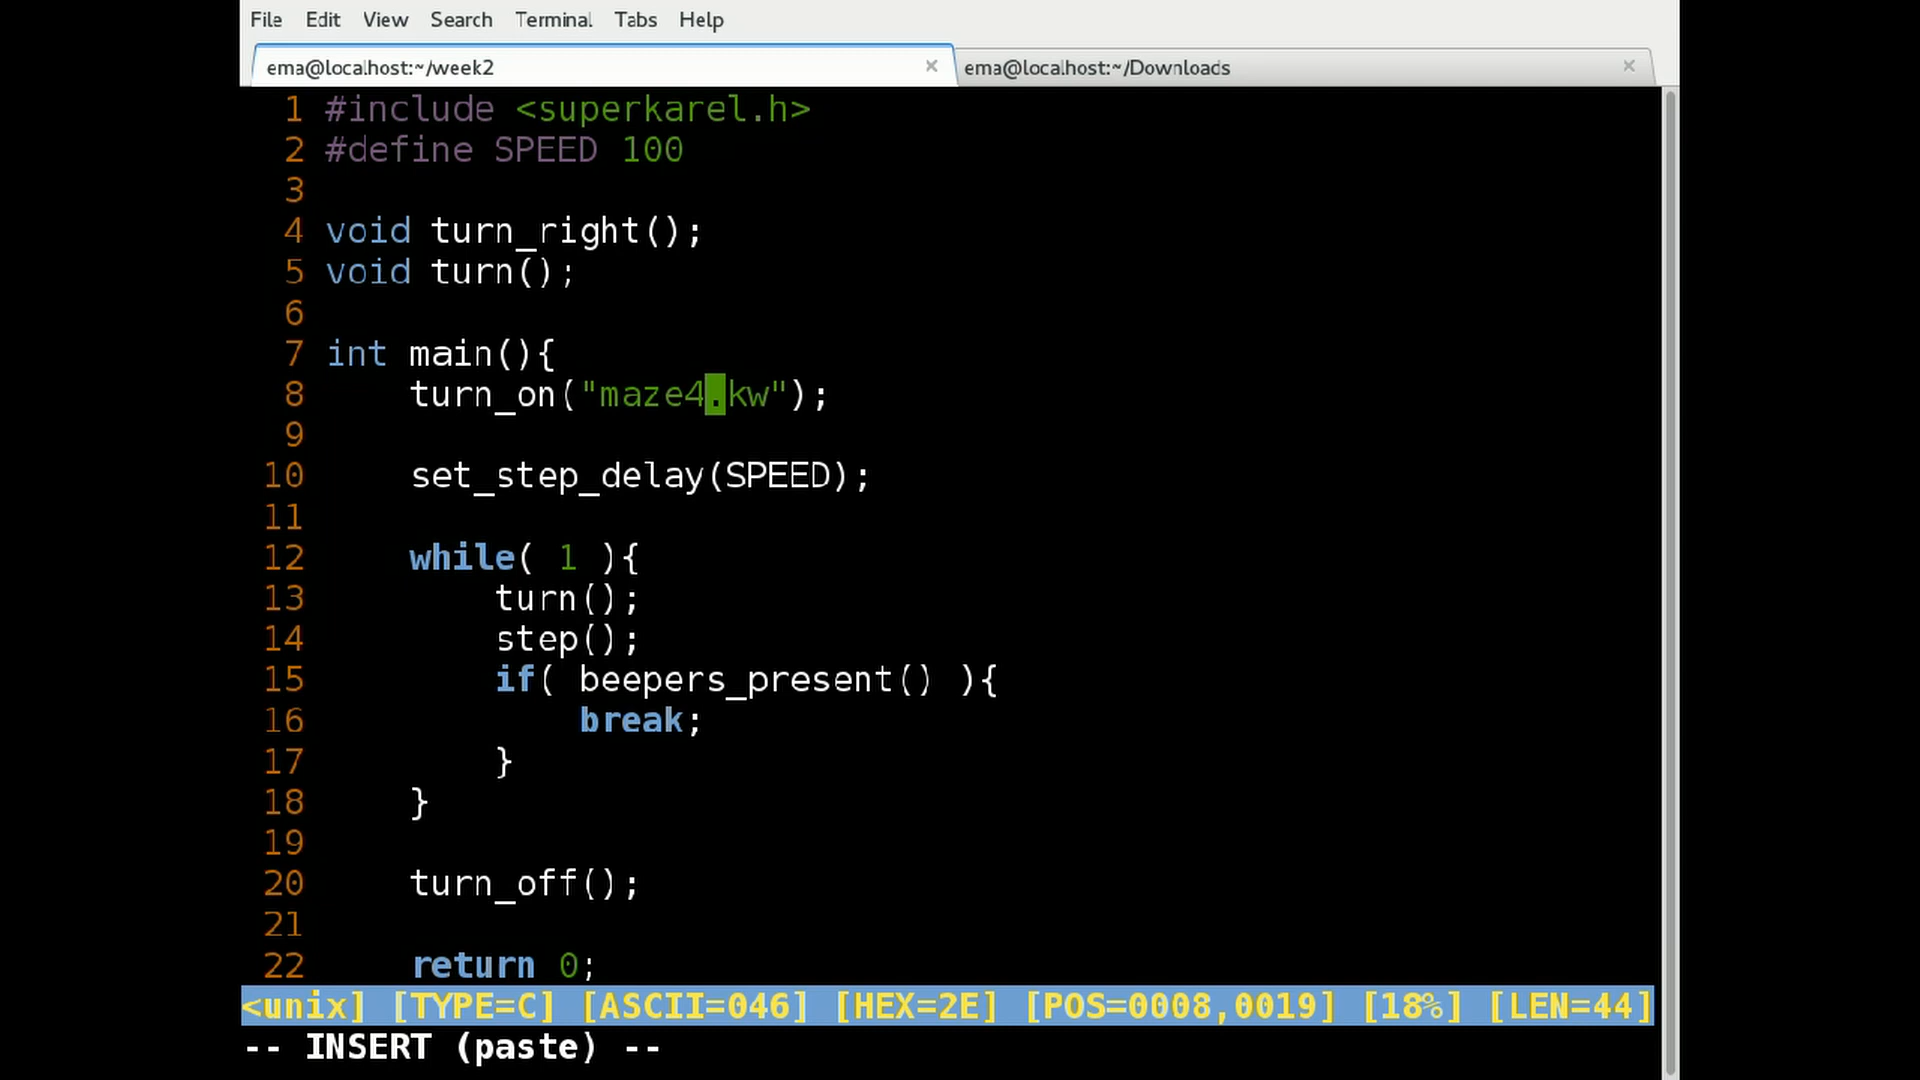 File Edit View Search Terminal Tabs Help
ema@localhost:~/week2 × ema@localhost:~/Downloads ×
1 #include <superkarel.h>
2 #define SPEED 100
3
4 void turn_right();
5 void turn();
6
7 int main(){
8     turn_on("maze4.kw");
9
10     set_step_delay(SPEED);
11
12     while( 1 ){
13         turn();
14         step();
15         if( beepers_present() ){
16             break;
17         }
18     }
19
20     turn_off();
21
22     return 0;
<unix] [TYPE=C] [ASCII=046] [HEX=2E] [POS=0008,0019] [18%] [LEN=44]
-- INSERT (paste) --